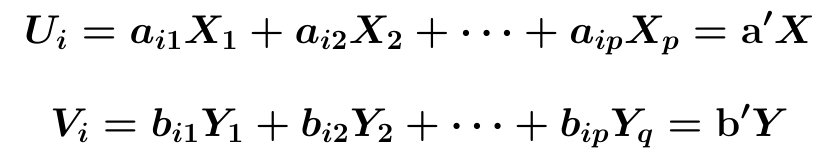 U_i = a_{i1}X_1 + a_{i2}X_2 + ⋯ + a_{ip}X_p = a′X
V_i = b_{i1}Y_1 + b_{i2}Y_2 + ⋯ + b_{ip}Y_q = b′Y